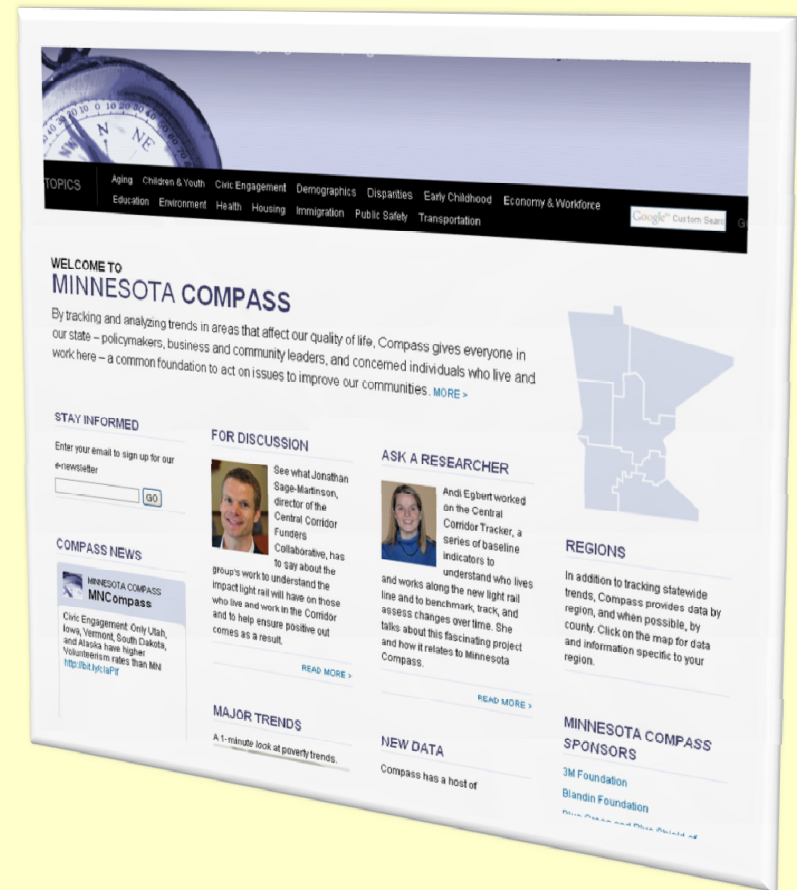 TOPICS
Aging Children & Youth Civic Engagement Demographics Disparities Early Childhood Economy & Workforce
Education Environment Health Housing Immigration Public Safety Transportation
Google™ Custom Searc
N
NE
WELCOME TO
MINNESOTA COMPASS
By tracking and analyzing trends in areas that affect our quality of life, Compass gives everyone in
our state – policymakers, business and community leaders, and concerned individuals who live and
work here – a common foundation to act on issues to improve our communities. MORE >
STAY INFORMED
Enter your email to sign up for our
e-newsletter
GO
COMPASS NEWS
MINNESOTA COMPASS
MNCompass
Civic Engagement: Only Utah,
Iowa, Vermont, South Dakota,
and Alaska have higher
Volunteerism rates than MN
FOR DISCUSSION
See what Jonathan
Sage-Martinson,
director of the
Central Corridor
Funders
Collaborative, has
to say about the
group's work to understand the
impact light rail will have on those
who live and work in the Corridor
and to help ensure positive out
comes as a result.
READ MORE >
MAJOR TRENDS
A 1-minute look at poverty trends.
ASK A RESEARCHER
Andi Egbert worked
on the Central
Corridor Tracker, a
series of baseline
indicators to
understand who lives
and works along the new light rail
line and to benchmark, track, and
assess changes over time. She
talks about this fascinating project
and how it relates to Minnesota
Compass.
READ MORE >
NEW DATA
Compass has a host of
REGIONS
In addition to tracking statewide
trends, Compass provides data by
region, and when possible, by
county. Click on the map for data
and information specific to your
region.
MINNESOTA COMPASS
SPONSORS
3M Foundation
Blandin Foundation